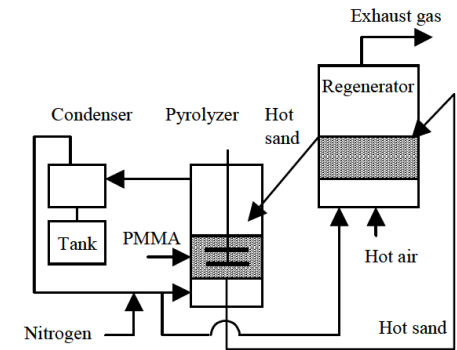 Exhaust gas
Regenerator
Condenser
Pyrolyzer
Hot
sand
Tank
PMMA
Hot air
Nitrogen
Hot sand